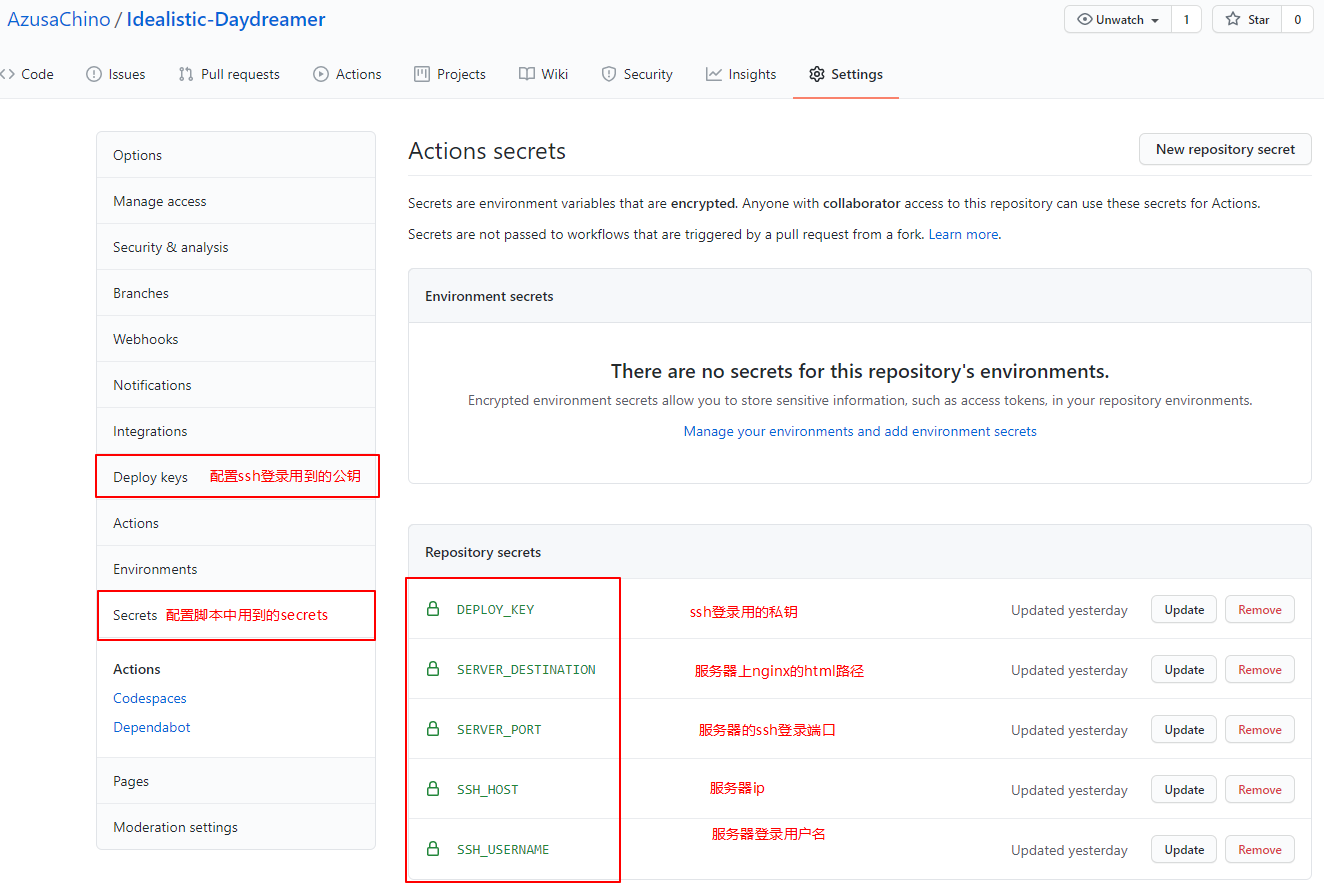 AzusaChino / Idealistic-Daydreamer
Unwatch 1 Star 0
Code Issues Pull requests Actions Projects Wiki Security Insights Settings
Options
Manage access
Security & analysis
Branches
Webhooks
Notifications
Integrations
Deploy keys 配置ssh登录用到的公钥
Actions
Environments
Secrets 配置脚本中用到的secrets
Actions
Codespaces
Dependabot
Pages
Moderation settings
Actions secrets
New repository secret
Secrets are environment variables that are encrypted. Anyone with collaborator access to this repository can use these secrets for Actions.
Secrets are not passed to workflows that are triggered by a pull request from a fork. Learn more.
Environment secrets
There are no secrets for this repository's environments.
Encrypted environment secrets allow you to store sensitive information, such as access tokens, in your repository environments.
Manage your environments and add environment secrets
Repository secrets
DEPLOY_KEY ssh登录用的私钥 Updated yesterday Update Remove
SERVER_DESTINATION 服务器上nginx的html路径 Updated yesterday Update Remove
SERVER_PORT 服务器的ssh登录端口 Updated yesterday Update Remove
SSH_HOST 服务器ip Updated yesterday Update Remove
SSH_USERNAME 服务器登录用户名 Updated yesterday Update Remove